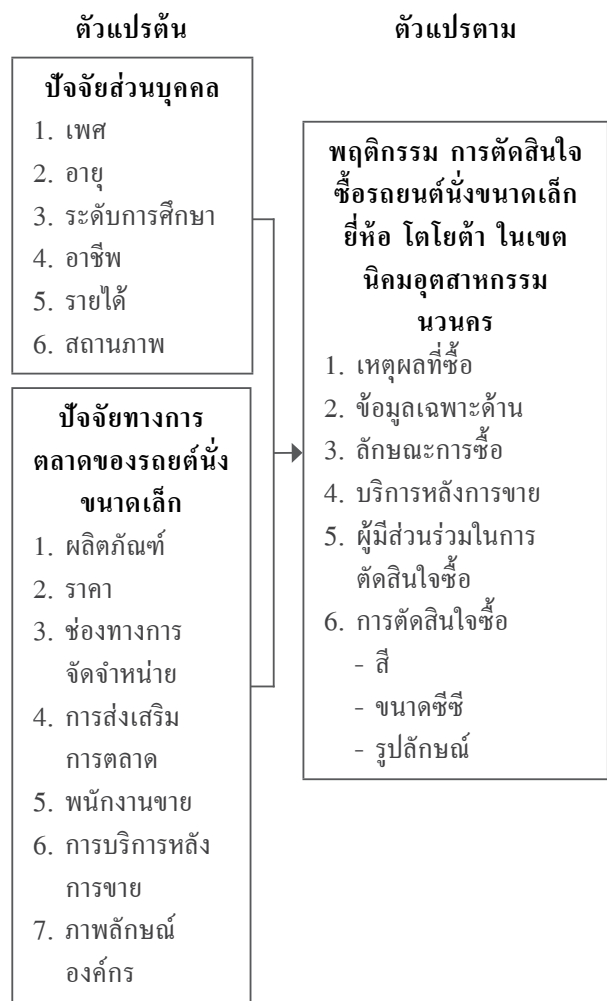 ตัวแปรต้น
ปัจจัยส่วนบุคคล
1. เพศ
2. อายุ
3. ระดับการศึกษา
4. อาชีพ
5. รายได้
6. สถานภาพ
ปัจจัยทางการ
ตลาดของรถยต์นั่ง
ขนาดเล็ก
1. ผลิตภัณฑ์
2. ราคา
3. ช่องทางการ
จัดจำหน่าย
4. การส่งเสริม
การตลาด
5. พนักงานขาย
6. การบริการหลัง
การขาย
7. ภาพลักษณ์
องค์กร
ตัวแปรตาม
พฤติกรรม การตัดสินใจ
ซื้อรถยนต์นั่งขนาดเล็ก
ยี่ห้อ โตโยต้า ในเขต
นิคมอุตสาหกรรม
นวนคร
1. เหตุผลที่ซื้อ
2. ข้อมูลเฉพาะด้าน
3. ลักษณะการซื้อ
4. บริการหลังการขาย
5. ผู้มีส่วนร่วมในการ
ตัดสินใจซื้อ
6. การตัดสินใจซื้อ
- สี
- ขนาดซีซี
- รูปลักษณ์